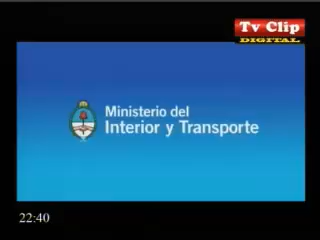 Tv Clip
DIGITAL
Ministerio del
Interior y Transporte
22:40